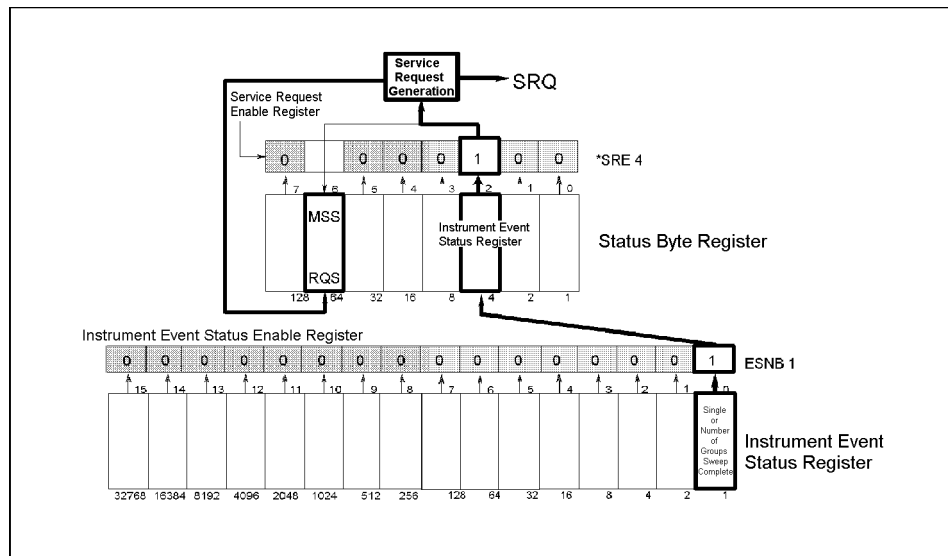 Service
Request
Generation
SRQ
Service Request
Enable Register
0 0 0 0 1 0 0
*SRE 4
7 6 5 4 3 2 1 0
MSS
Instrument Event
Status Register
Status Byte Register
RQS
128 64 32 16 8 4 2 1
Instrument Event Status Enable Register
0 0 0 0 0 0 0 0 0 0 0 0 0 0 0 1
ESNB 1
15 14 13 12 11 10 9 8 7 6 5 4 3 2 1 0
Single
or
Number
of
Groups
Sweep
Complete
Instrument Event
Status Register
32768 16384 8192 4096 2048 1024 512 256 128 64 32 16 8 4 2 1